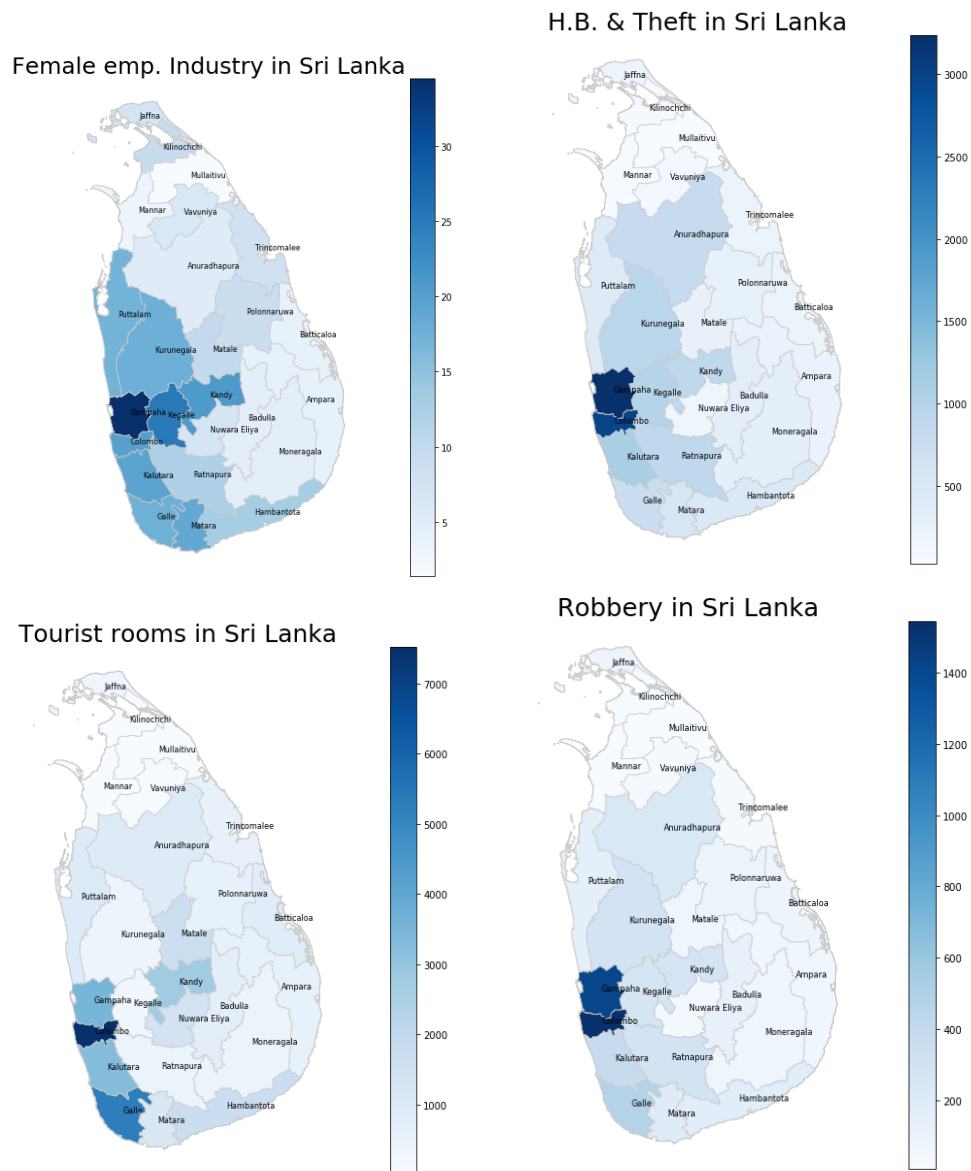 Female emp. Industry in Sri Lanka
Jaffna
Kilinochchi
Mullaitivu
Mannar
Vavuniya
Trincomalee
Anuradhapura
Puttalam
Polonnaruwa
Batticaloa
Kurunegala
Matale
Kandy
Ampara
Gampaha
Kegalle
Badulla
Nuwara Eliya
Colombo
Moneragala
Kalutara
Ratnapura
Hambantota
Galle
Matara
30
25
20
15
10
5
H.B. & Theft in Sri Lanka
Jaffna
Kilinochchi
Mullaitivu
Mannar
Vavuniya
Trincomalee
Anuradhapura
Puttalam
Polonnaruwa
Batticaloa
Kurunegala
Matale
Kandy
Ampara
Gampaha
Kegalle
Badulla
Nuwara Eliya
Colombo
Moneragala
Kalutara
Ratnapura
Hambantota
Galle
Matara
3000
2500
2000
1500
1000
500
Tourist rooms in Sri Lanka
Jaffna
Kilinochchi
Mullaitivu
Mannar
Vavuniya
Trincomalee
Anuradhapura
Puttalam
Polonnaruwa
Batticaloa
Kurunegala
Matale
Kandy
Ampara
Gampaha
Kegalle
Badulla
Nuwara Eliya
Colombo
Moneragala
Kalutara
Ratnapura
Hambantota
Galle
Matara
7000
6000
5000
4000
3000
2000
1000
Robbery in Sri Lanka
Jaffna
Kilinochchi
Mullaitivu
Mannar
Vavuniya
Trincomalee
Anuradhapura
Puttalam
Polonnaruwa
Batticaloa
Kurunegala
Matale
Kandy
Ampara
Gampaha
Kegalle
Badulla
Nuwara Eliya
Colombo
Moneragala
Kalutara
Ratnapura
Hambantota
Galle
Matara
1400
1200
1000
800
600
400
200